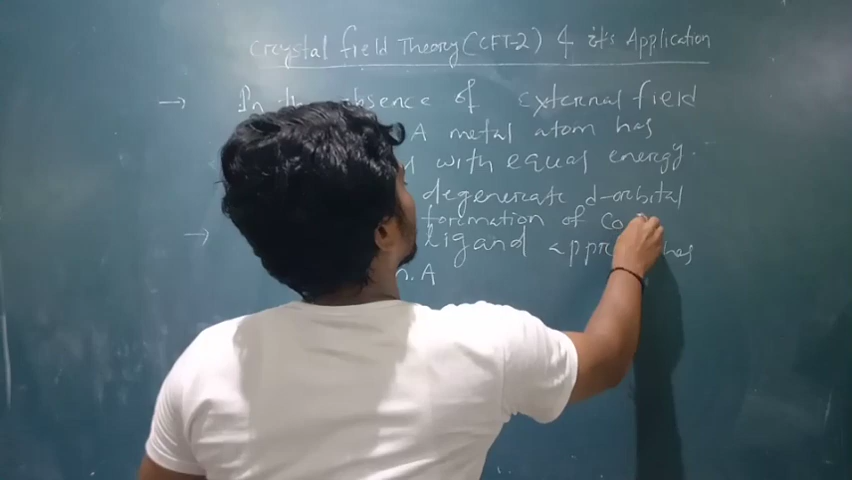 Crystal field Theory (CFT-2) & it's Application
→ In the absence of external field
A metal atom has
with equal energy.
degenerate d-orbital
→ formation of Co
ligand has
A